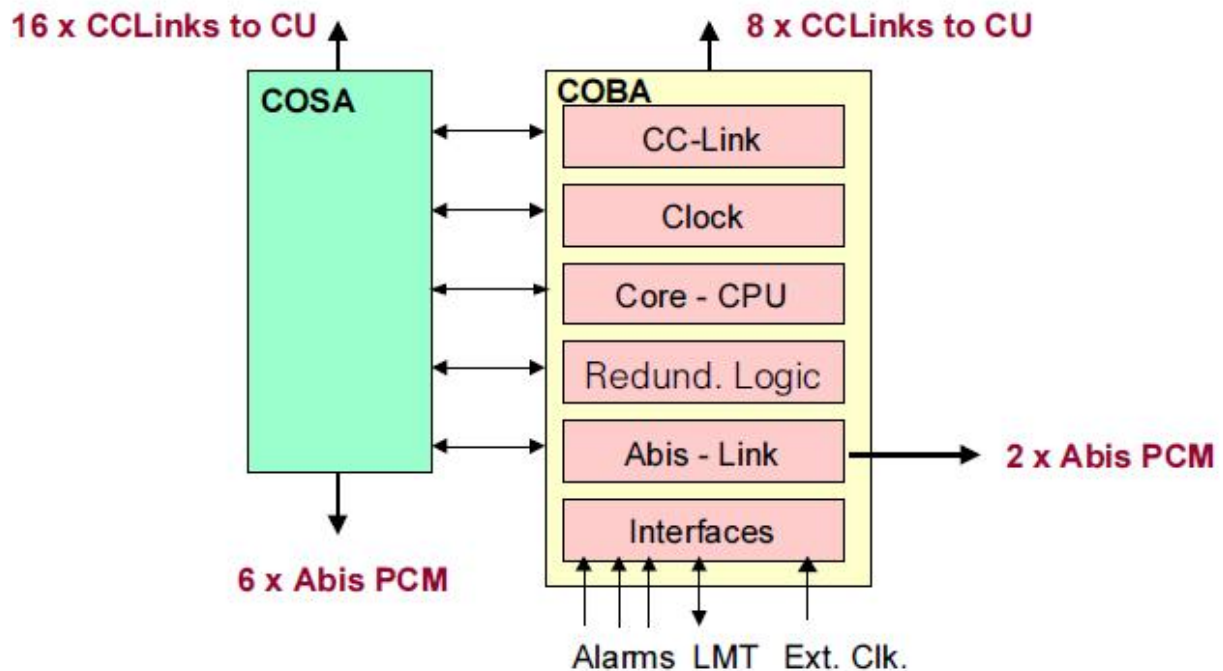 16 x CCLinks to CU
8 x CCLinks to CU
COSA
COBA
CC-Link
Clock
Core - CPU
Redund. Logic
Abis - Link
2 x Abis PCM
Interfaces
6 x Abis PCM
Alarms LMT Ext. Clk.